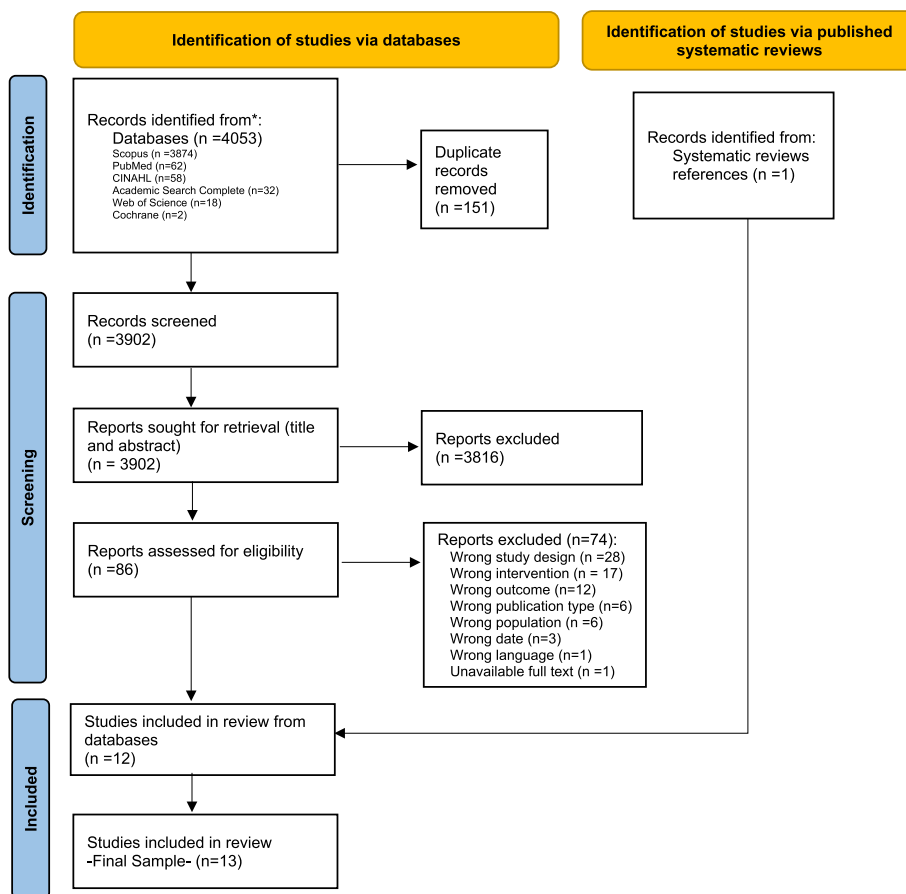 Identification of studies via databases
Identification of studies via published
systematic reviews
Identification
Records identified from*:
Databases (n =4053)
Scopus (n =3874)
PubMed (n=62)
CINAHL (n=58)
Academic Search Complete (n=32)
Web of Science (n=18)
Cochrane (n=2)
Duplicate
records
removed
(n =151)
Records identified from:
Systematic reviews
references (n =1)
Screening
Records screened
(n =3902)
Reports sought for retrieval (title
and abstract)
(n = 3902)
Reports excluded
(n =3816)
Reports assessed for eligibility
(n =86)
Reports excluded (n=74):
Wrong study design (n =28)
Wrong intervention (n = 17)
Wrong outcome (n=12)
Wrong publication type(n=6)
Wrong population (n =6)
Wrong date (n=3)
Wrong language (n=1)
Unavailable full text (n =1)
Included
Studies included in review from
databases
(n =12)
Studies included in review
-Final Sample- (n=13)